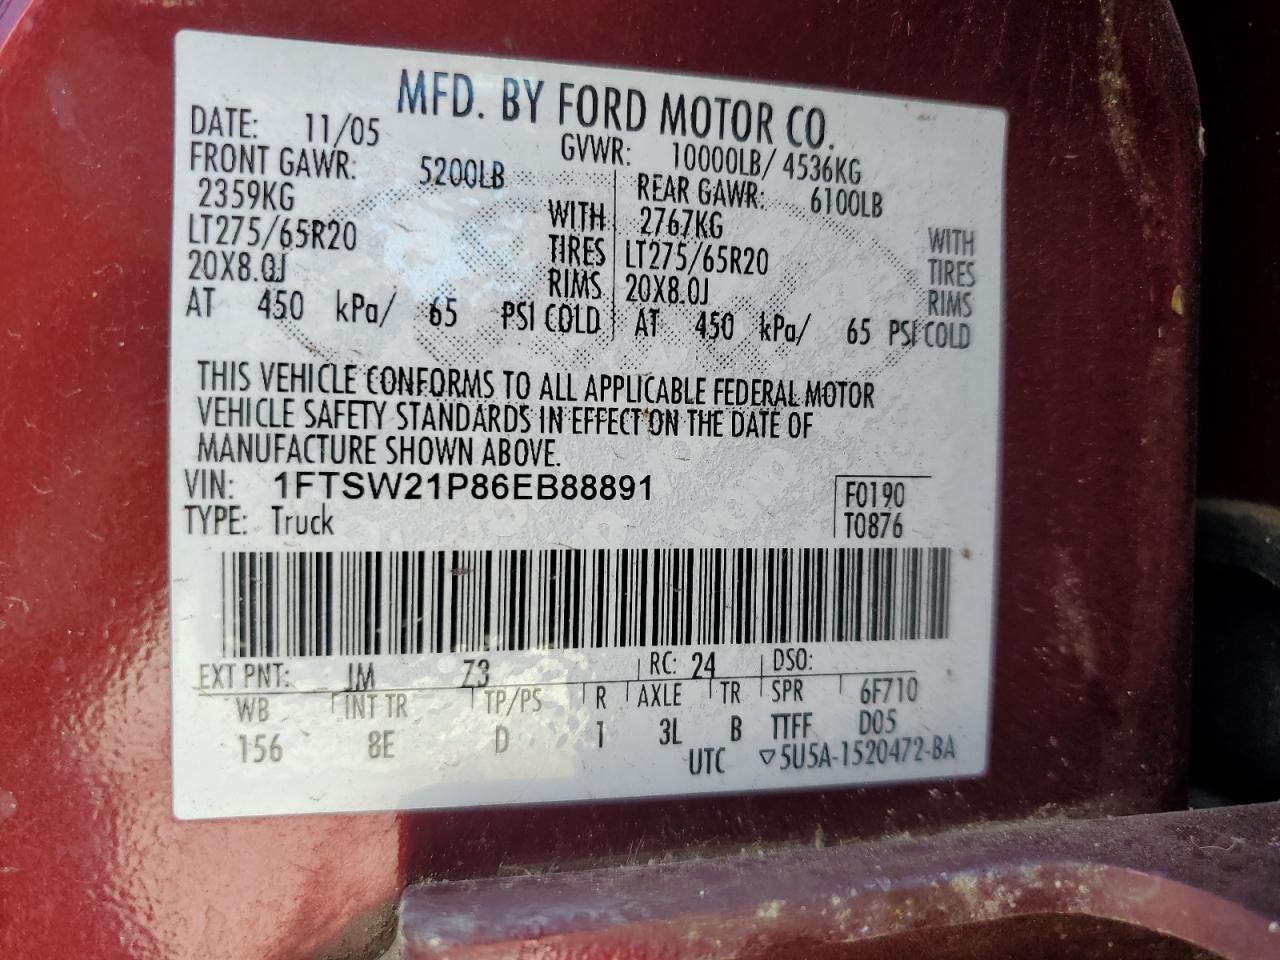 MFD. BY FORD MOTOR CO.
DATE: 11/05 GVWR: 10000LB/ 4536KG
FRONT GAWR: 5200LB REAR GAWR: 6100LB
2359KG WITH 2767KG WITH
LT275/65R20 TIRES LT275/65R20 TIRES
20X8.0J RIMS 20X8.0J RIMS
AT 450 kPa/ 65 PSI COLD AT 450 kPa/ 65 PSI COLD
THIS VEHICLE CONFORMS TO ALL APPLICABLE FEDERAL MOTOR
VEHICLE SAFETY STANDARDS IN EFFECT ON THE DATE OF
MANUFACTURE SHOWN ABOVE.
VIN: 1FTSW21P86EB88891 F0190
TYPE: Truck T0876
EXT PNT: JM Z3 RC: 24 DSO:
WB INT TR TP/PS R AXLE TR SPR 6F710
156 8E D 1 3L B TTFF D05
UTC ▽5U5A-1520472-BA